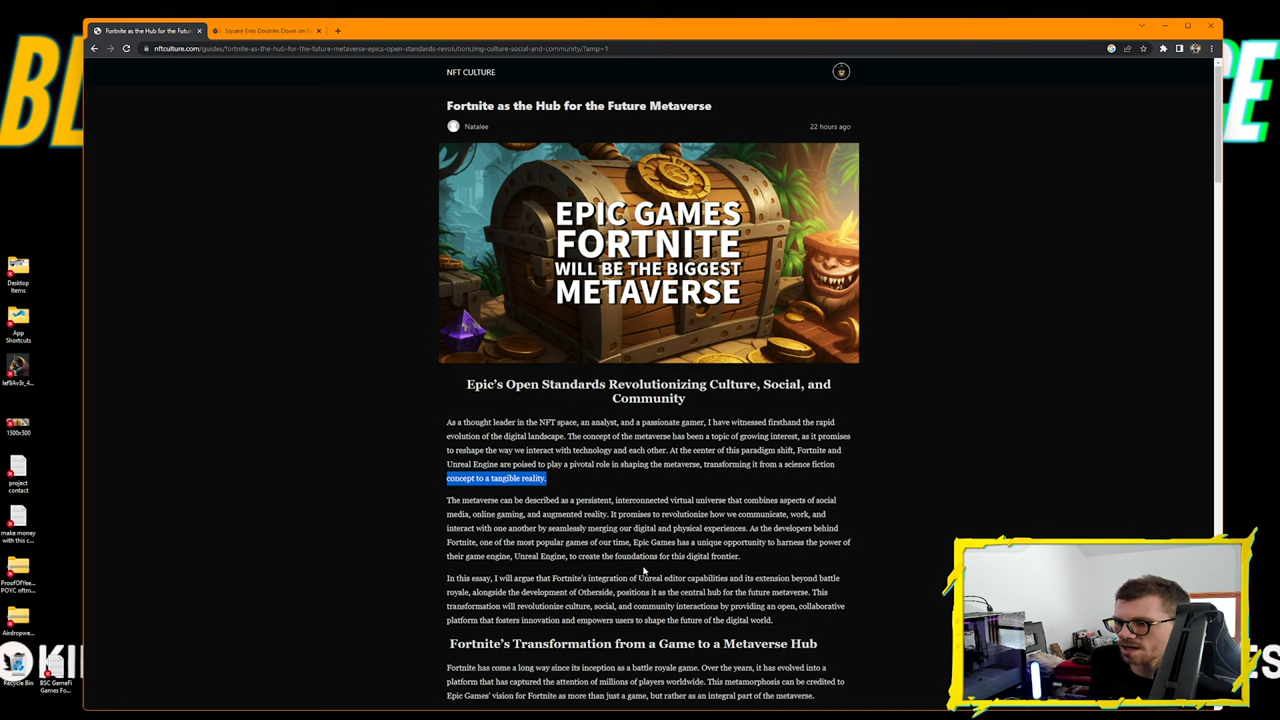 Fortnite as the Hub for the Futur
Square Enix Doubles Down on
nftculture.com/guides/fortnite-as-the-hub-for-the-future-metaverse-epics-open-standards-revolutionizing-culture-social-and-community/?amp=1
NFT CULTURE
Fortnite as the Hub for the Future Metaverse
Natalee
22 hours ago
EPIC GAMES
FORTNITE
WILL BE THE BIGGEST
METAVERSE
Epic's Open Standards Revolutionizing Culture, Social, and
Community
As a thought leader in the NFT space, an analyst, and a passionate gamer, I have witnessed firsthand the rapid
evolution of the digital landscape. The concept of the metaverse has been a topic of growing interest, as it promises
to reshape the way we interact with technology and each other. At the center of this paradigm shift, Fortnite and
Unreal Engine are poised to play a pivotal role in shaping the metaverse, transforming it from a science fiction
concept to a tangible reality.
The metaverse can be described as a persistent, interconnected virtual universe that combines aspects of social
media, online gaming, and augmented reality. It promises to revolutionize how we communicate, work, and
interact with one another by seamlessly merging our digital and physical experiences. As the developers behind
Fortnite, one of the most popular games of our time, Epic Games has a unique opportunity to harness the power of
their game engine, Unreal Engine, to create the foundations for this digital frontier.
In this essay, I will argue that Fortnite's integration of Unreal editor capabilities and its extension beyond battle
royale, alongside the development of Otherside, positions it as the central hub for the future metaverse. This
transformation will revolutionize culture, social, and community interactions by providing an open, collaborative
platform that fosters innovation and empowers users to shape the future of the digital world.
Fortnite's Transformation from a Game to a Metaverse Hub
Fortnite has come a long way since its inception as a battle royale game. Over the years, it has evolved into a
platform that has captured the attention of millions of players worldwide. This metamorphosis can be credited to
Epic Games' vision for Fortnite as more than just a game, but rather as an integral part of the metaverse.
Desktop
Items
App
Shortcuts
1500x500
project
contact
make money
with this c...
ProofOfYee...
POYC nftm...
Airdropwe...
Recycle Bin
BSC GameFi
Games Fo...
KI
ES